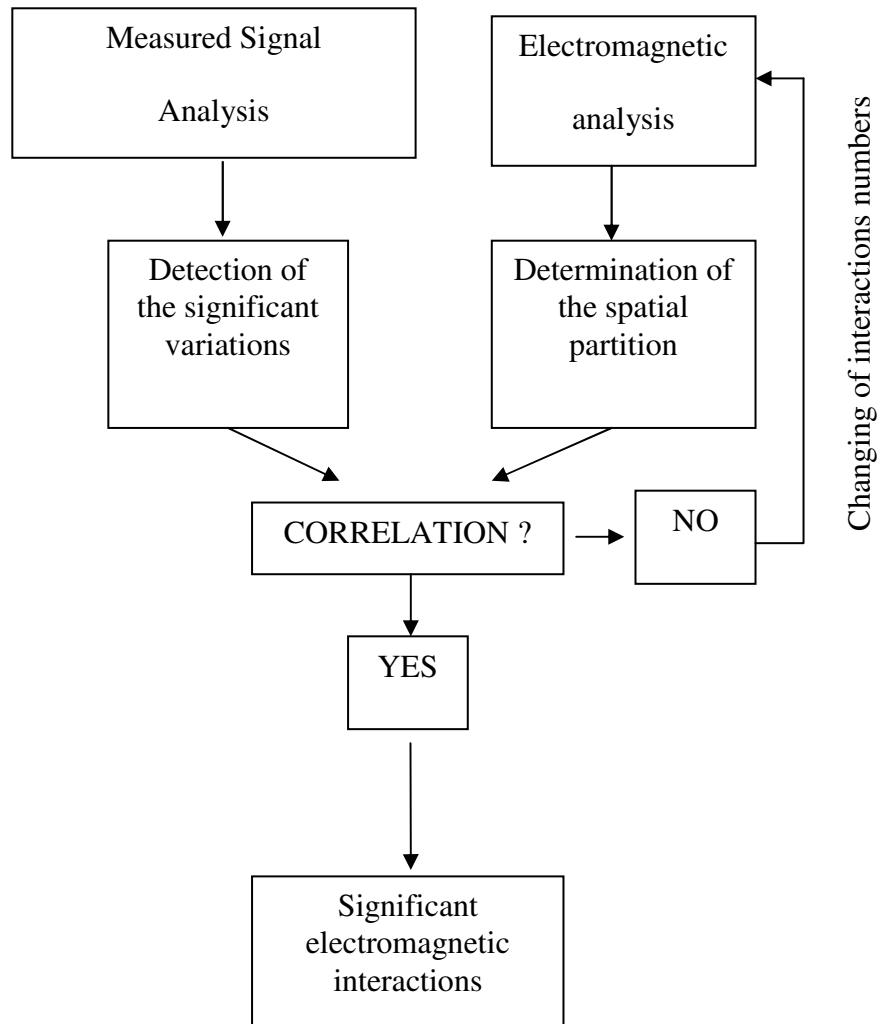 Measured Signal
Analysis
Electromagnetic
analysis
Changing of interactions numbers
Detection of
the significant
variations
Determination of
the spatial
partition
CORRELATION ?
NO
YES
Significant
electromagnetic
interactions